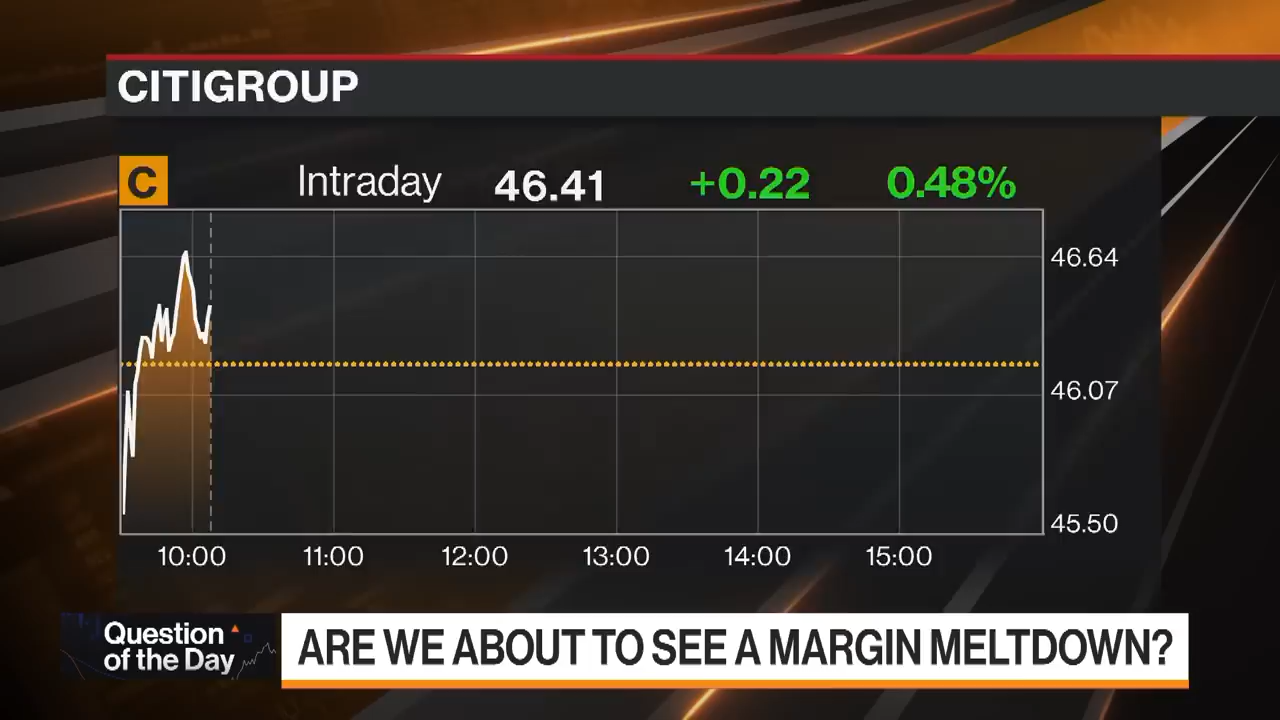 CITIGROUP
C Intraday 46.41 +0.22 0.48%
46.64
46.07
45.50
10:00 11:00 12:00 13:00 14:00 15:00
Question
of the Day
ARE WE ABOUT TO SEE A MARGIN MELTDOWN?